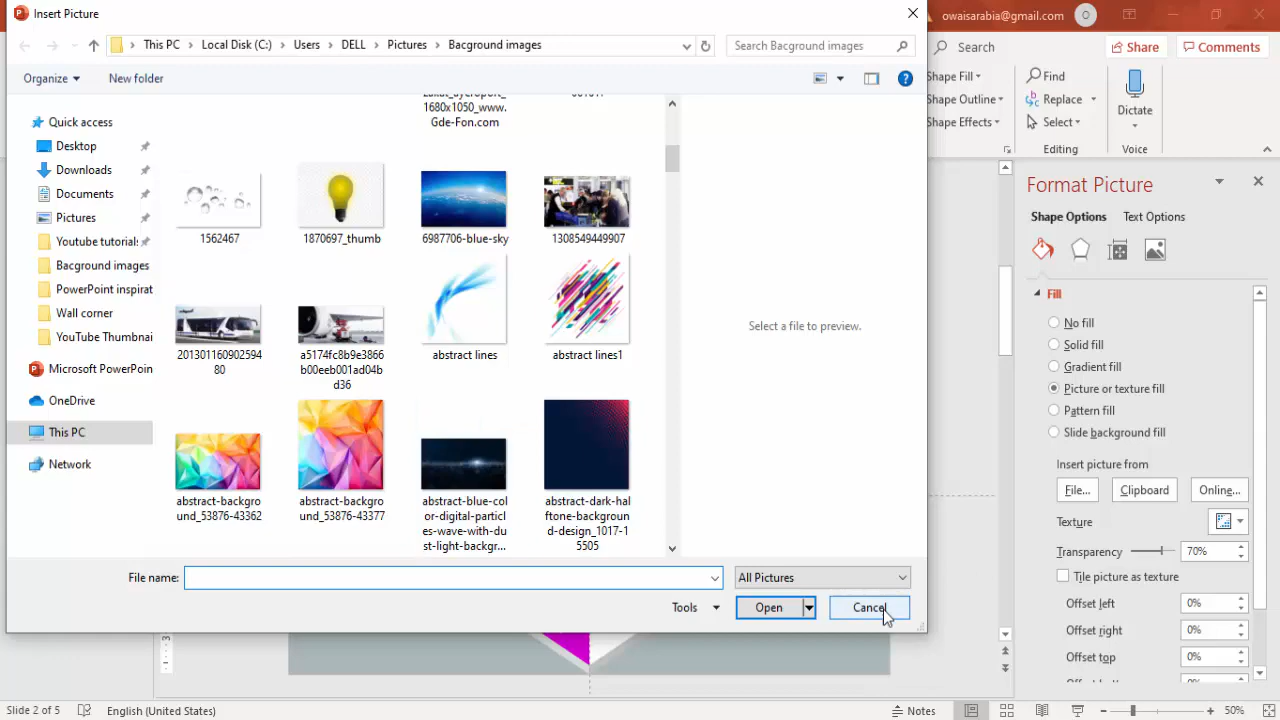 Insert Picture
owaisarabia@gmail.com
This PC
Local Disk (C:)
Users
DELL
Pictures
Bacground images
Search Bacground images
Search
Share
Comments
Organize
New folder
Shape Fill
Find
Shape Outline
Replace
Dictate
Shape Effects
Select
Editing
Voice
1680x1050_www.
Gde-Fon.com
Quick access
Desktop
Downloads
Documents
Pictures
Youtube tutorials
Bacground images
PowerPoint inspirat
Wall corner
YouTube Thumbnai
Microsoft PowerPoin
OneDrive
This PC
Network
1562467
1870697_thumb
6987706-blue-sky
1308549449907
201301160902594
80
a5174fc8b9e3866
b00eeb001ad04b
d36
abstract lines
abstract lines1
abstract-backgro
und_53876-43362
abstract-backgro
und_53876-43377
abstract-blue-col
or-digital-particl
es-wave-with-du
st-light-backgr...
abstract-dark-hal
ftone-backgroun
d-design_1017-1
5505
Select a file to preview.
File name:
All Pictures
Tools
Open
Cancel
Format Picture
Shape Options
Text Options
Fill
No fill
Solid fill
Gradient fill
Picture or texture fill
Pattern fill
Slide background fill
Insert picture from
File...
Clipboard
Online...
Texture
Transparency
70%
Tile picture as texture
Offset left
0%
Offset right
0%
Offset top
0%
Slide 2 of 5
English (United States)
Notes
50%